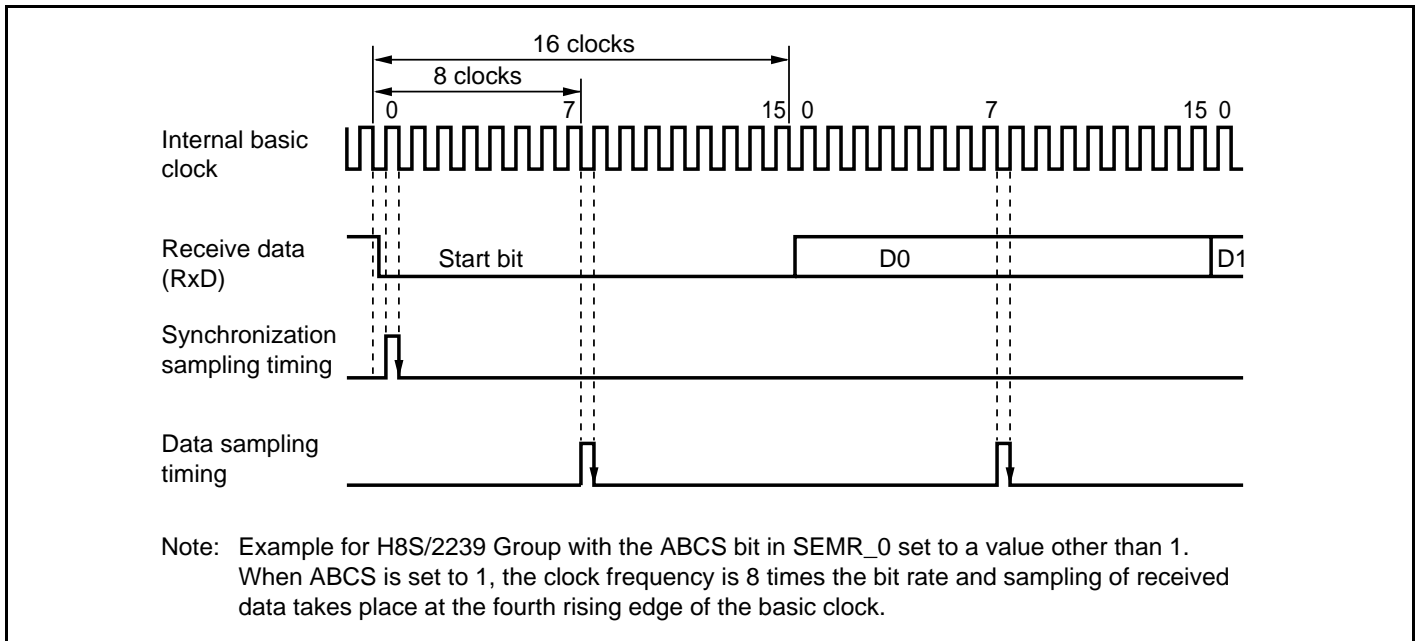 16 clocks
8 clocks
0 7 15 0 7 15 0
Internal basic
clock
Receive data
(RxD)
Start bit D0 D1
Synchronization
sampling timing
Data sampling
timing
Note: Example for H8S/2239 Group with the ABCS bit in SEMR_0 set to a value other than 1.
When ABCS is set to 1, the clock frequency is 8 times the bit rate and sampling of received
data takes place at the fourth rising edge of the basic clock.